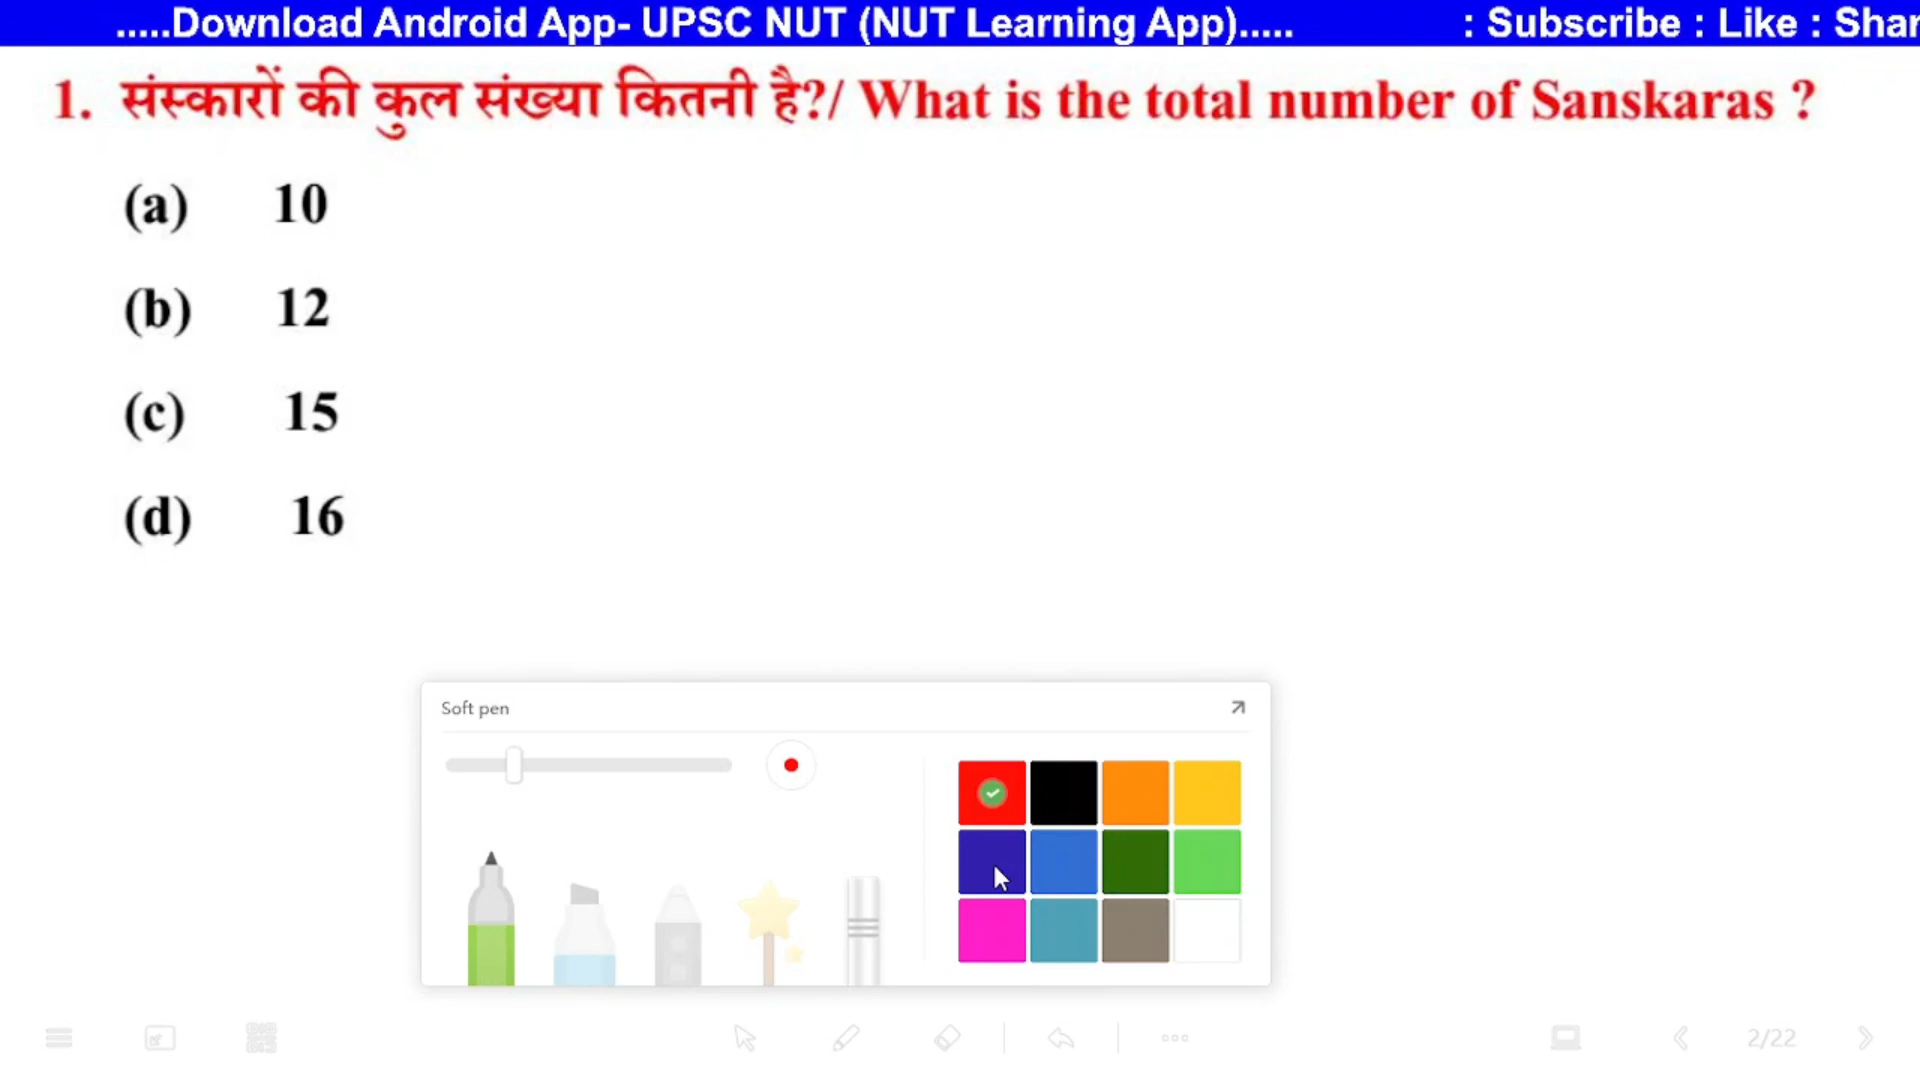 .....Download Android App- UPSC NUT (NUT Learning App)..... : Subscribe : Like : Shar
1. संस्कारों की कुल संख्या कितनी है?/ What is the total number of Sanskaras ?
(a) 10
(b) 12
(c) 15
(d) 16
Soft pen
2/22